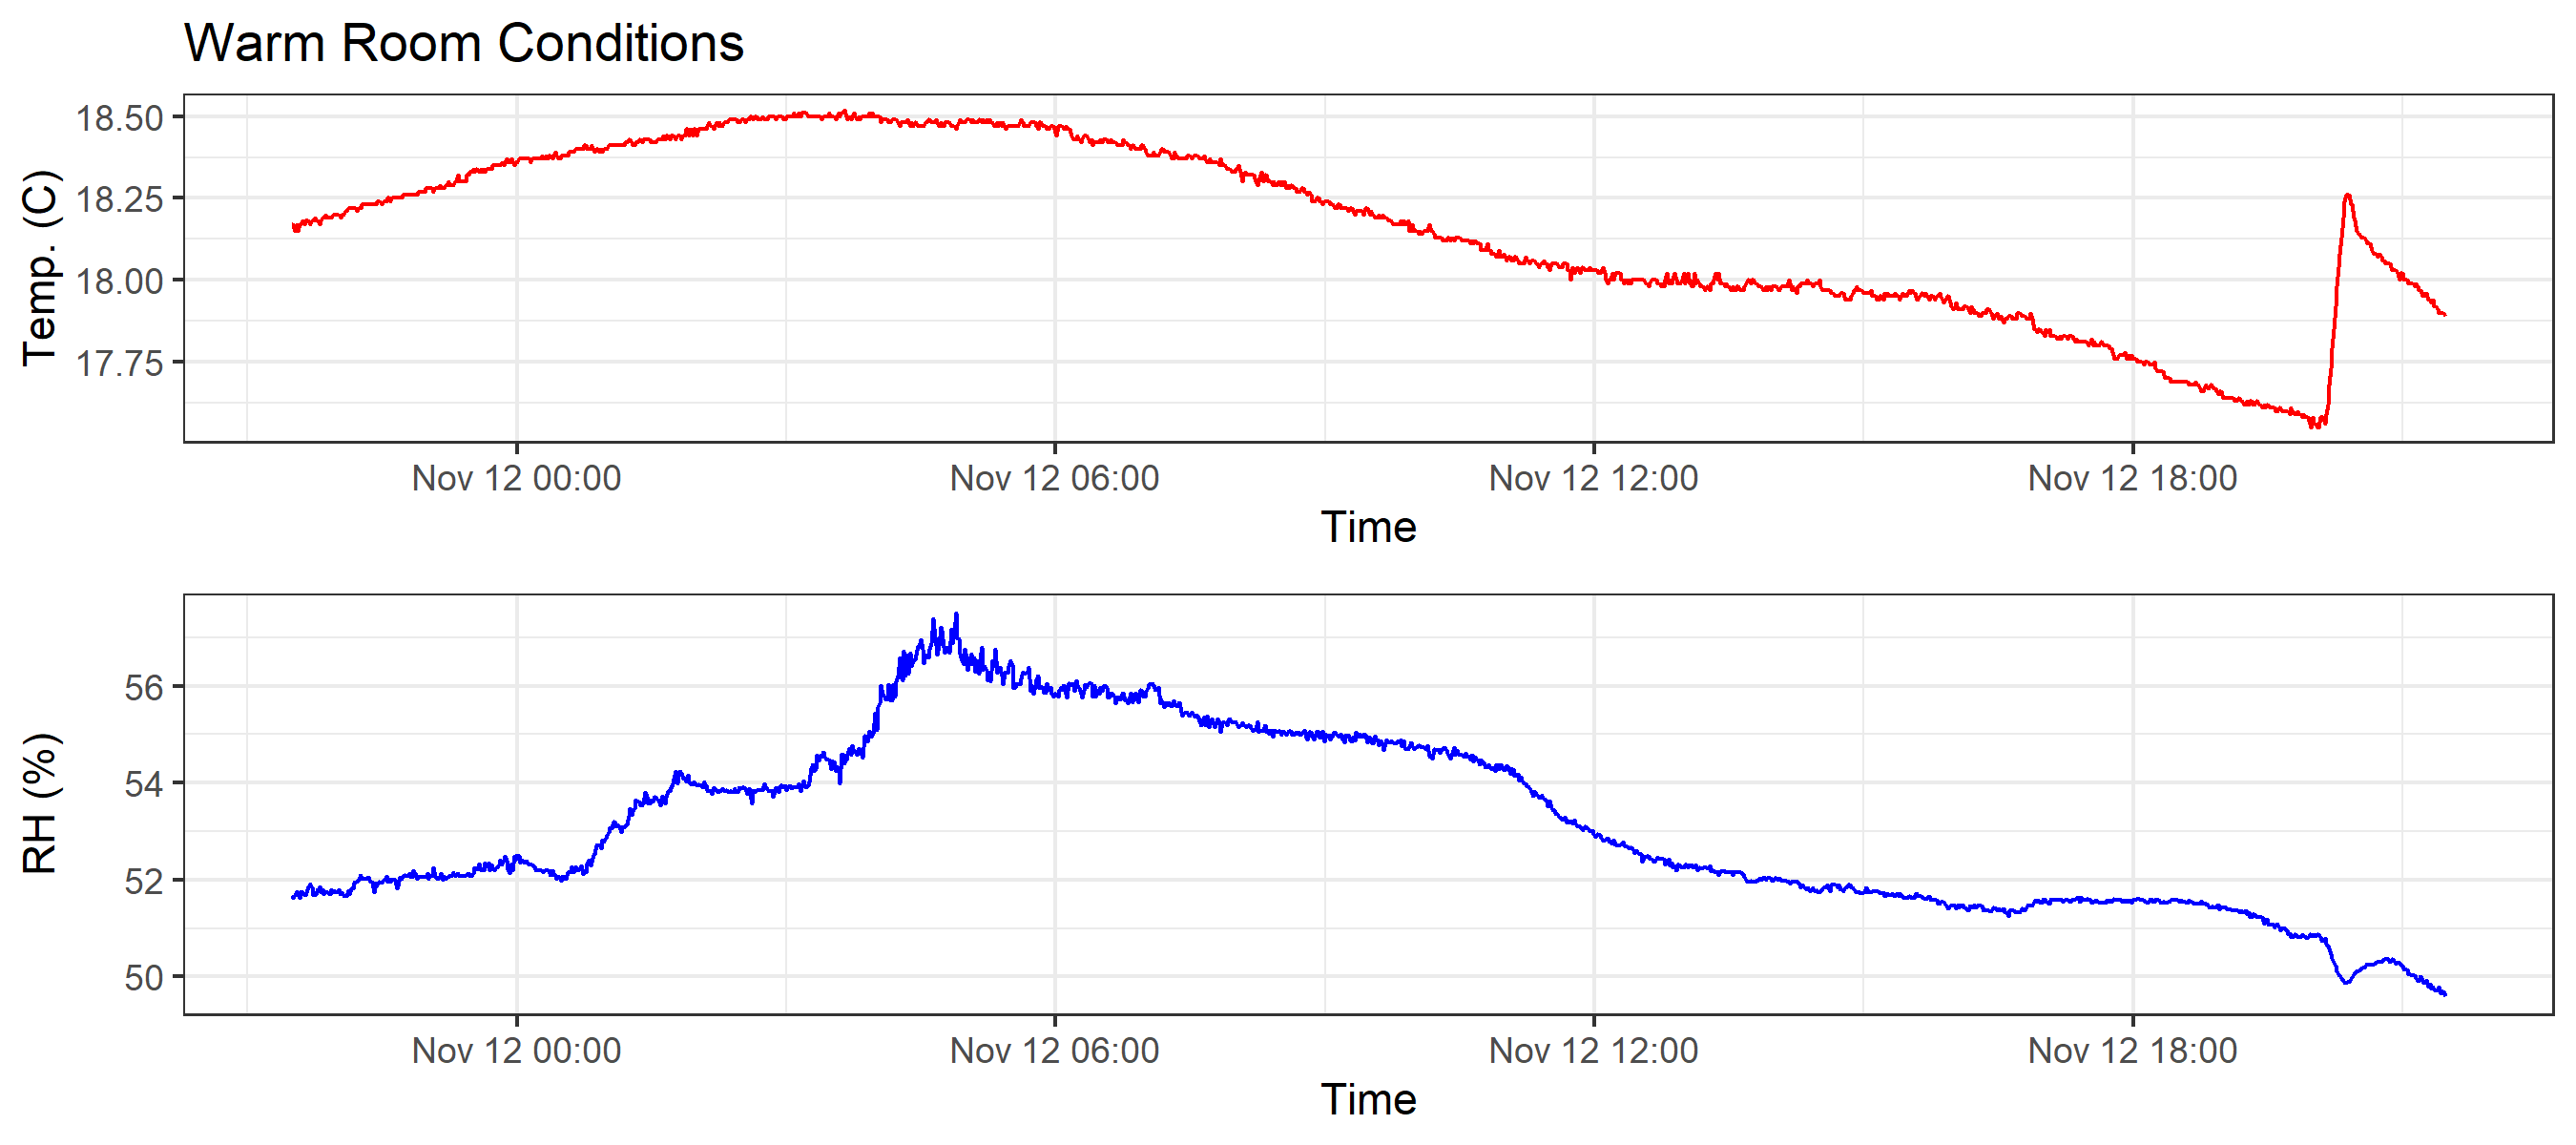 Warm Room Conditions
Temp. (C)
18.50
18.25
18.00
17.75
Nov 12 00:00 Nov 12 06:00 Nov 12 12:00 Nov 12 18:00
Time
RH (%)
56
54
52
50
Nov 12 00:00 Nov 12 06:00 Nov 12 12:00 Nov 12 18:00
Time